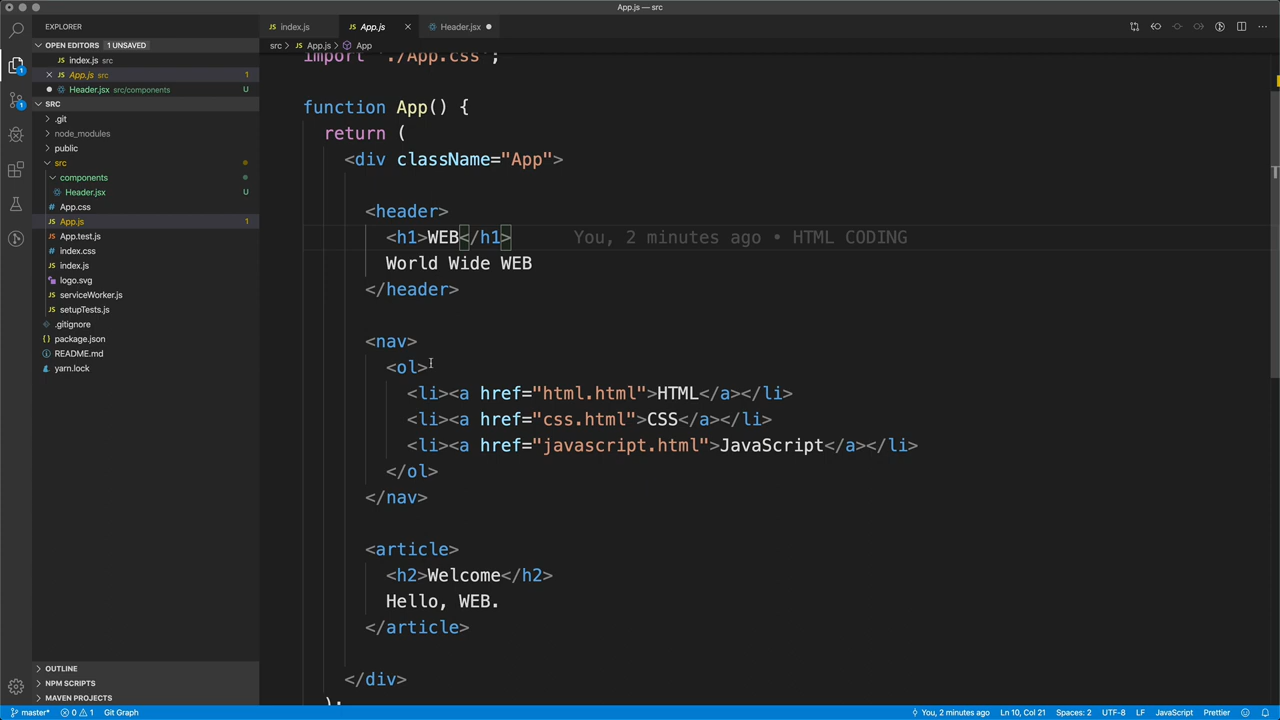 App.js — src
EXPLORER
index.js
App.js
Header.jsx
OPEN EDITORS
1 UNSAVED
index.js src
App.js src
1
Header.jsx src/components
U
SRC
.git
node_modules
public
src
components
Header.jsx
U
App.css
App.js
1
App.test.js
index.css
index.js
logo.svg
serviceWorker.js
setupTests.js
.gitignore
package.json
README.md
yarn.lock
OUTLINE
NPM SCRIPTS
MAVEN PROJECTS
src > App.js > App
import './App.css';
function App() {
return (
<div className="App">
<header>
<h1>WEB</h1> You, 2 minutes ago • HTML CODING
World Wide WEB
</header>
<nav>
<ol>
<li><a href="html.html">HTML</a></li>
<li><a href="css.html">CSS</a></li>
<li><a href="javascript.html">JavaScript</a></li>
</ol>
</nav>
<article>
<h2>Welcome</h2>
Hello, WEB.
</article>
</div>
);
master* 0 1 Git Graph
You, 2 minutes ago Ln 10, Col 21 Spaces: 2 UTF-8 LF JavaScript Prettier